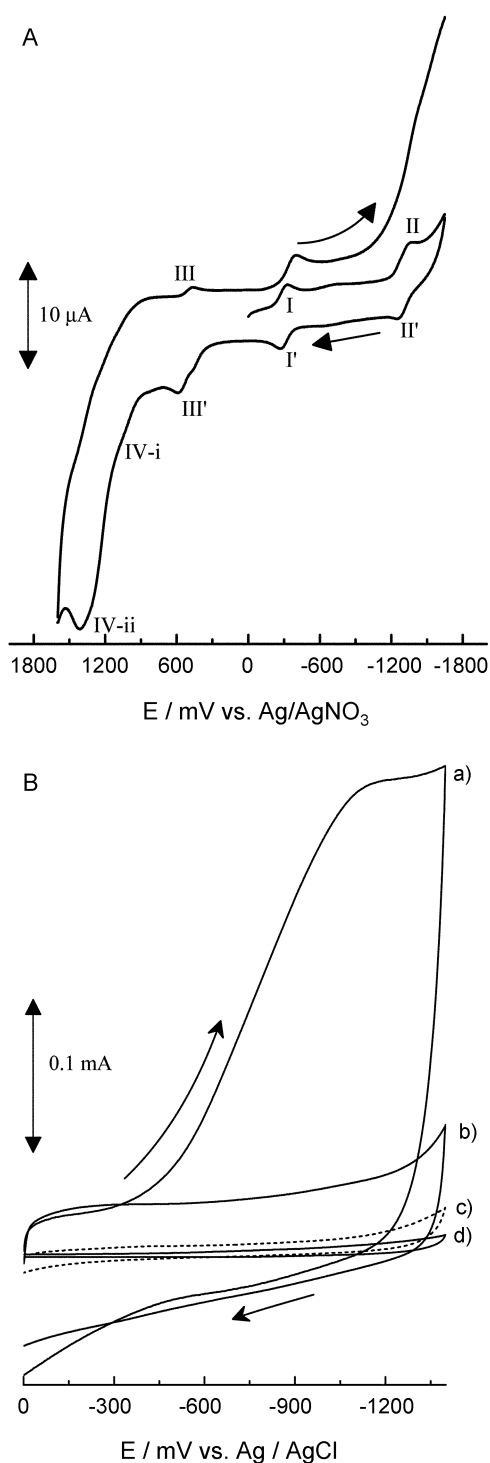 A
III
II
10 μA
I
II'
I'
III'
IV-i
IV-ii
1800 1200 600 0 -600 -1200 -1800
E / mV vs. Ag/AgNO₃
B
a)
0.1 mA
b)
c)
d)
0 -300 -600 -900 -1200
E / mV vs. Ag / AgCl